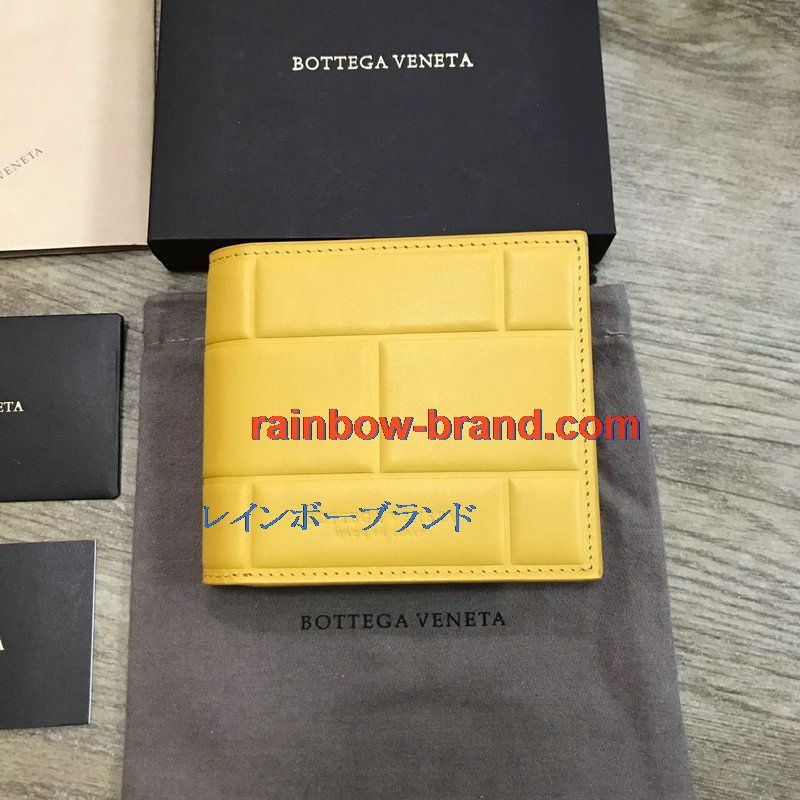 BOTTEGA VENETA
VENETA
ETA
rainbow-brand.com
レインボーブランド
BOTTEGA VENETA
A